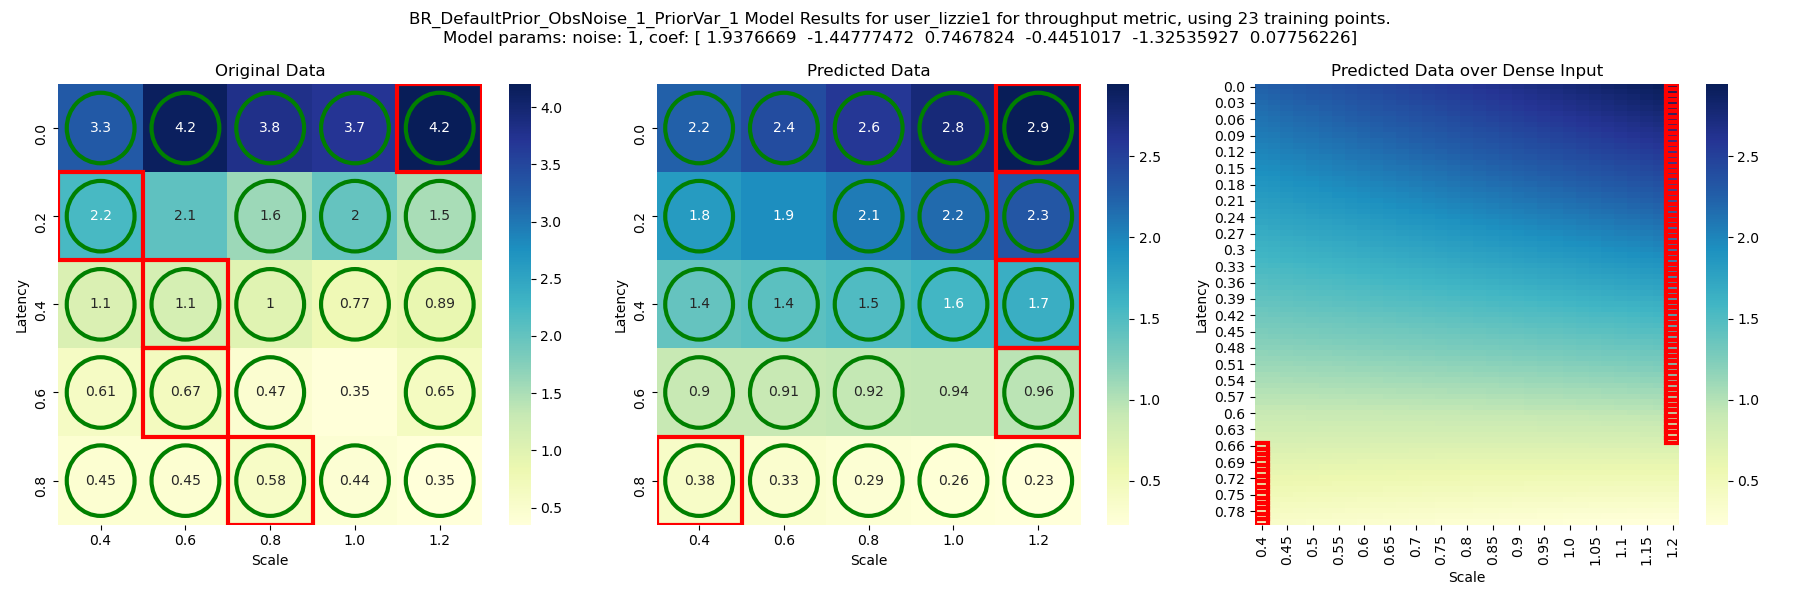 BR_DefaultPrior_ObsNoise_1_PriorVar_1 Model Results for user_lizzie1 for throughput metric, using 23 training points.
Model params: noise: 1, coef: [ 1.9376669  -1.44777472  0.7467824  -0.4451017  -1.32535927  0.07756226]
Original Data
Latency
0.0
0.2
0.4
0.6
0.8
3.3 4.2 3.8 3.7 4.2
2.2 2.1 1.6 2 1.5
1.1 1.1 1 0.77 0.89
0.61 0.67 0.47 0.35 0.65
0.45 0.45 0.58 0.44 0.35
0.4 0.6 0.8 1.0 1.2
Scale
4.0
3.5
3.0
2.5
2.0
1.5
1.0
0.5
Predicted Data
Latency
0.0
0.2
0.4
0.6
0.8
2.2 2.4 2.6 2.8 2.9
1.8 1.9 2.1 2.2 2.3
1.4 1.4 1.5 1.6 1.7
0.9 0.91 0.92 0.94 0.96
0.38 0.33 0.29 0.26 0.23
0.4 0.6 0.8 1.0 1.2
Scale
2.5
2.0
1.5
1.0
0.5
Predicted Data over Dense Input
Latency
0.0
0.03
0.06
0.09
0.12
0.15
0.18
0.21
0.24
0.27
0.3
0.33
0.36
0.39
0.42
0.45
0.48
0.51
0.54
0.57
0.6
0.63
0.66
0.69
0.72
0.75
0.78
0.4 0.45 0.5 0.55 0.6 0.65 0.7 0.75 0.8 0.85 0.9 0.95 1.0 1.05 1.1 1.15 1.2
Scale
2.5
2.0
1.5
1.0
0.5